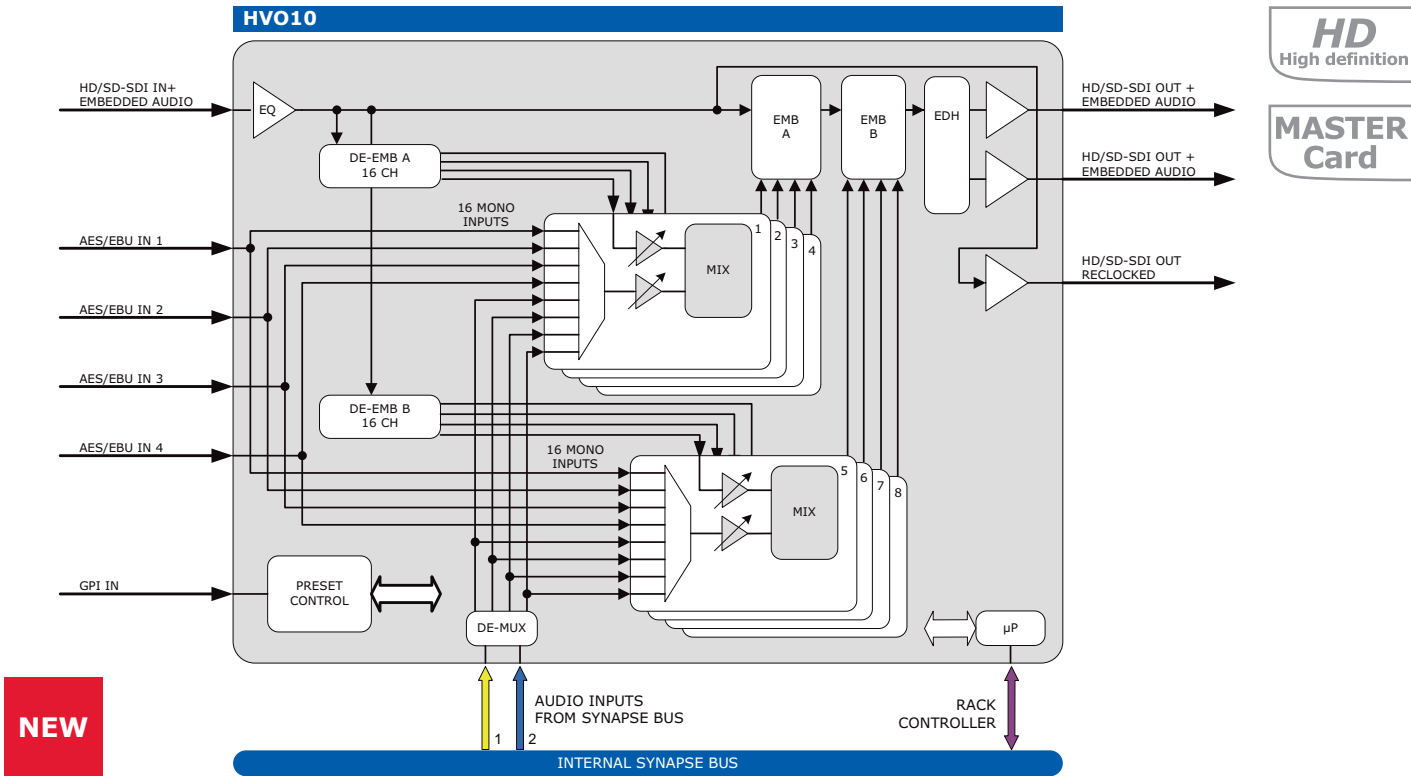 HVO10
HD
High definition
MASTER
Card
HD/SD-SDI IN+
EMBEDDED AUDIO
EQ
EMB
A
EMB
B
EDH
HD/SD-SDI OUT +
EMBEDDED AUDIO
HD/SD-SDI OUT +
EMBEDDED AUDIO
HD/SD-SDI OUT
RECLOCKED
DE-EMB A
16 CH
16 MONO
INPUTS
AES/EBU IN 1
AES/EBU IN 2
AES/EBU IN 3
AES/EBU IN 4
MIX
1
2
3
4
DE-EMB B
16 CH
16 MONO
INPUTS
MIX
5
6
7
8
GPI IN
PRESET
CONTROL
DE-MUX
µP
NEW
1
2
AUDIO INPUTS
FROM SYNAPSE BUS
RACK
CONTROLLER
INTERNAL SYNAPSE BUS